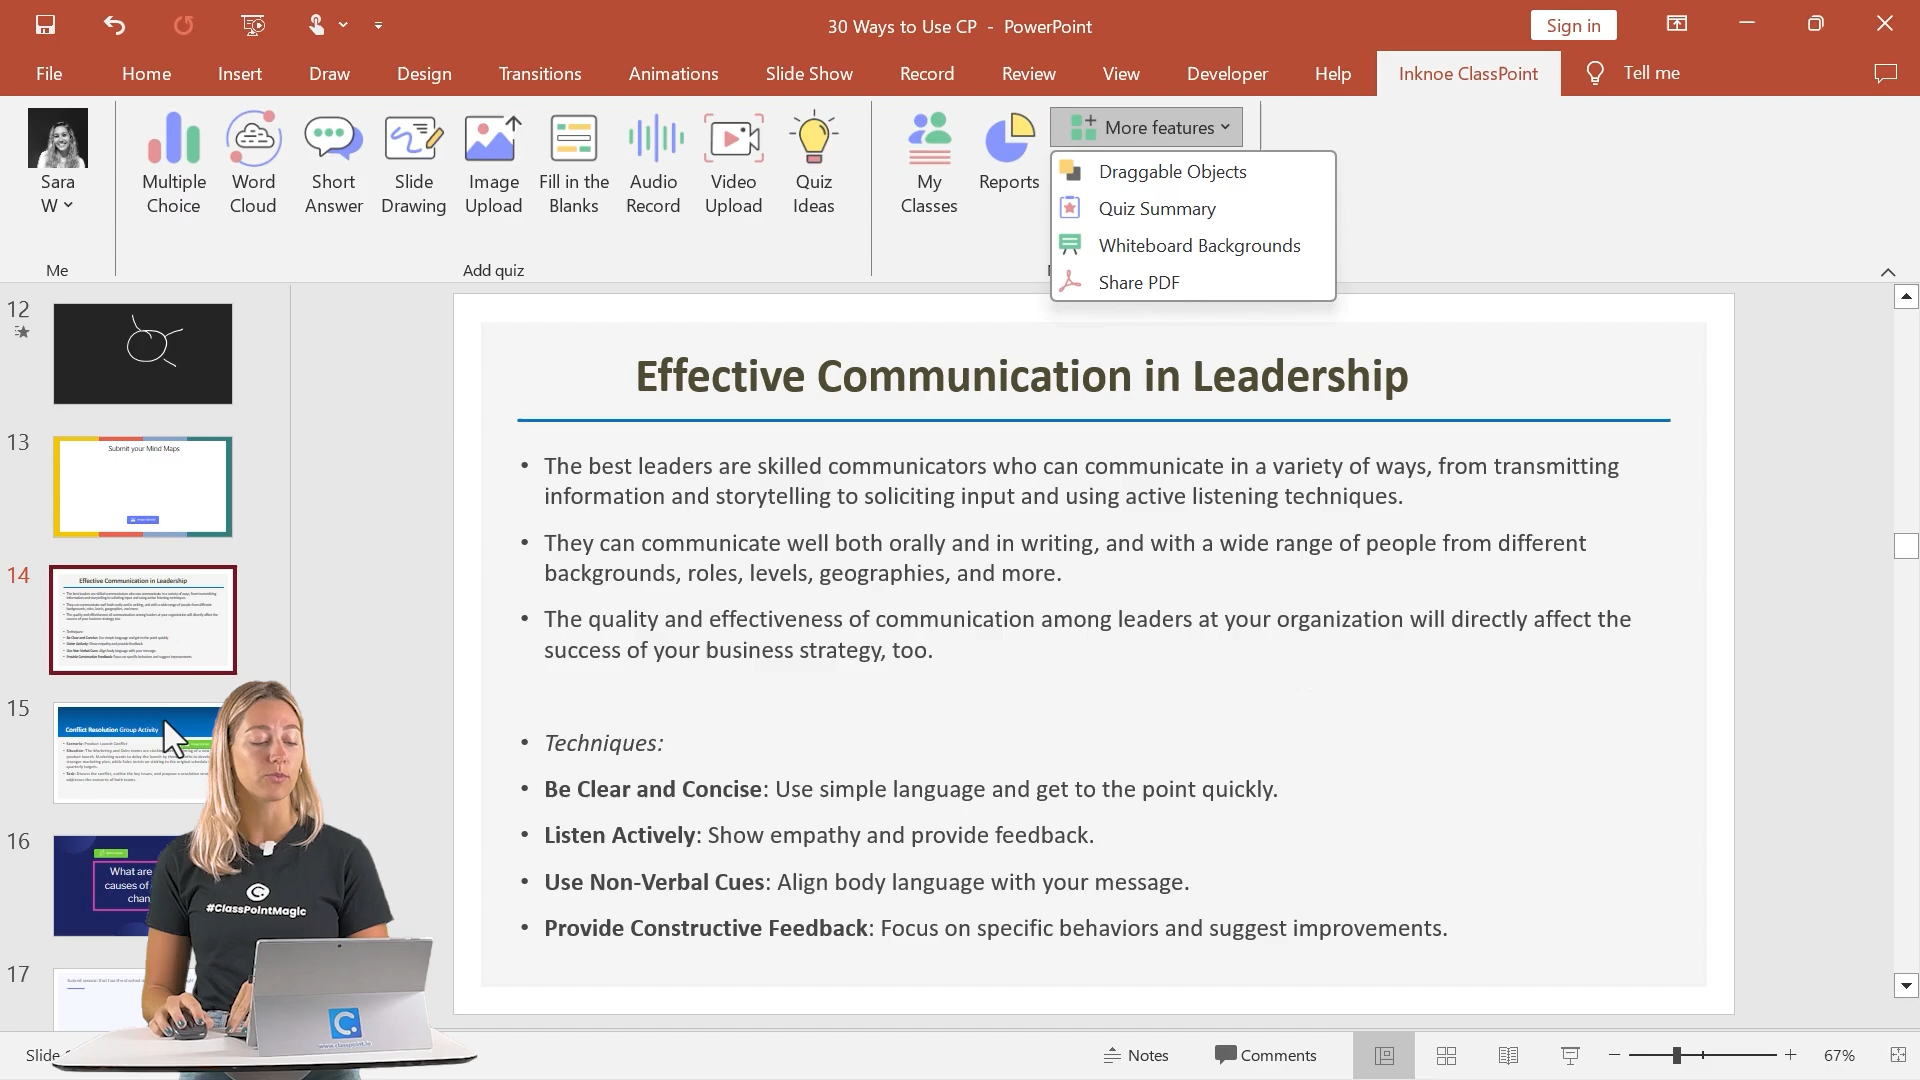 30 Ways to Use CP - PowerPoint
Sign in
File Home Insert Draw Design Transitions Animations Slide Show Record Review View Developer Help Inknoe ClassPoint Tell me
Sara W
Multiple Choice
Word Cloud
Short Answer
Slide Drawing
Image Upload
Fill in the Blanks
Audio Record
Video Upload
Quiz Ideas
My Classes
Reports
More features
Draggable Objects
Quiz Summary
Whiteboard Backgrounds
Share PDF
Me
Add quiz
12
13
Submit your Mind Maps
14
Effective Communication in Leadership
15
Conflict Resolution Group Activity
16
What are
causes of
chan
17
Effective Communication in Leadership
• The best leaders are skilled communicators who can communicate in a variety of ways, from transmitting
information and storytelling to soliciting input and using active listening techniques.
• They can communicate well both orally and in writing, and with a wide range of people from different
backgrounds, roles, levels, geographies, and more.
• The quality and effectiveness of communication among leaders at your organization will directly affect the
success of your business strategy, too.
• Techniques:
• Be Clear and Concise: Use simple language and get to the point quickly.
• Listen Actively: Show empathy and provide feedback.
• Use Non-Verbal Cues: Align body language with your message.
• Provide Constructive Feedback: Focus on specific behaviors and suggest improvements.
#ClassPointMagic
www.classpoint.io
Slide
Notes
Comments
67%